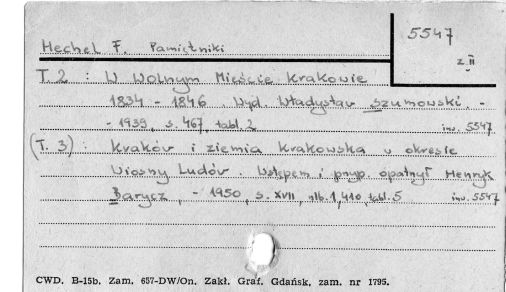 5547
z II
Hechel F. Pamiętniki
T. 2 : W Wolnym Mieście Krakowie
1834 - 1846. Wyd. Władysław Szumowski. -
- 1939, s. 467, tabl. 2 inw. 5547
(T. 3) : Kraków i ziemia Krakowska w okresie
Wiosny Ludów. Wstępem i przyp. opatrzył Henryk
Barycz, - 1950, s. XVII, nlb. 1, 410, tabl. 5 inw. 5547
CWD. B-15b. Zam. 657-DW/On. Zakł. Graf. Gdańsk, zam. nr 1795.